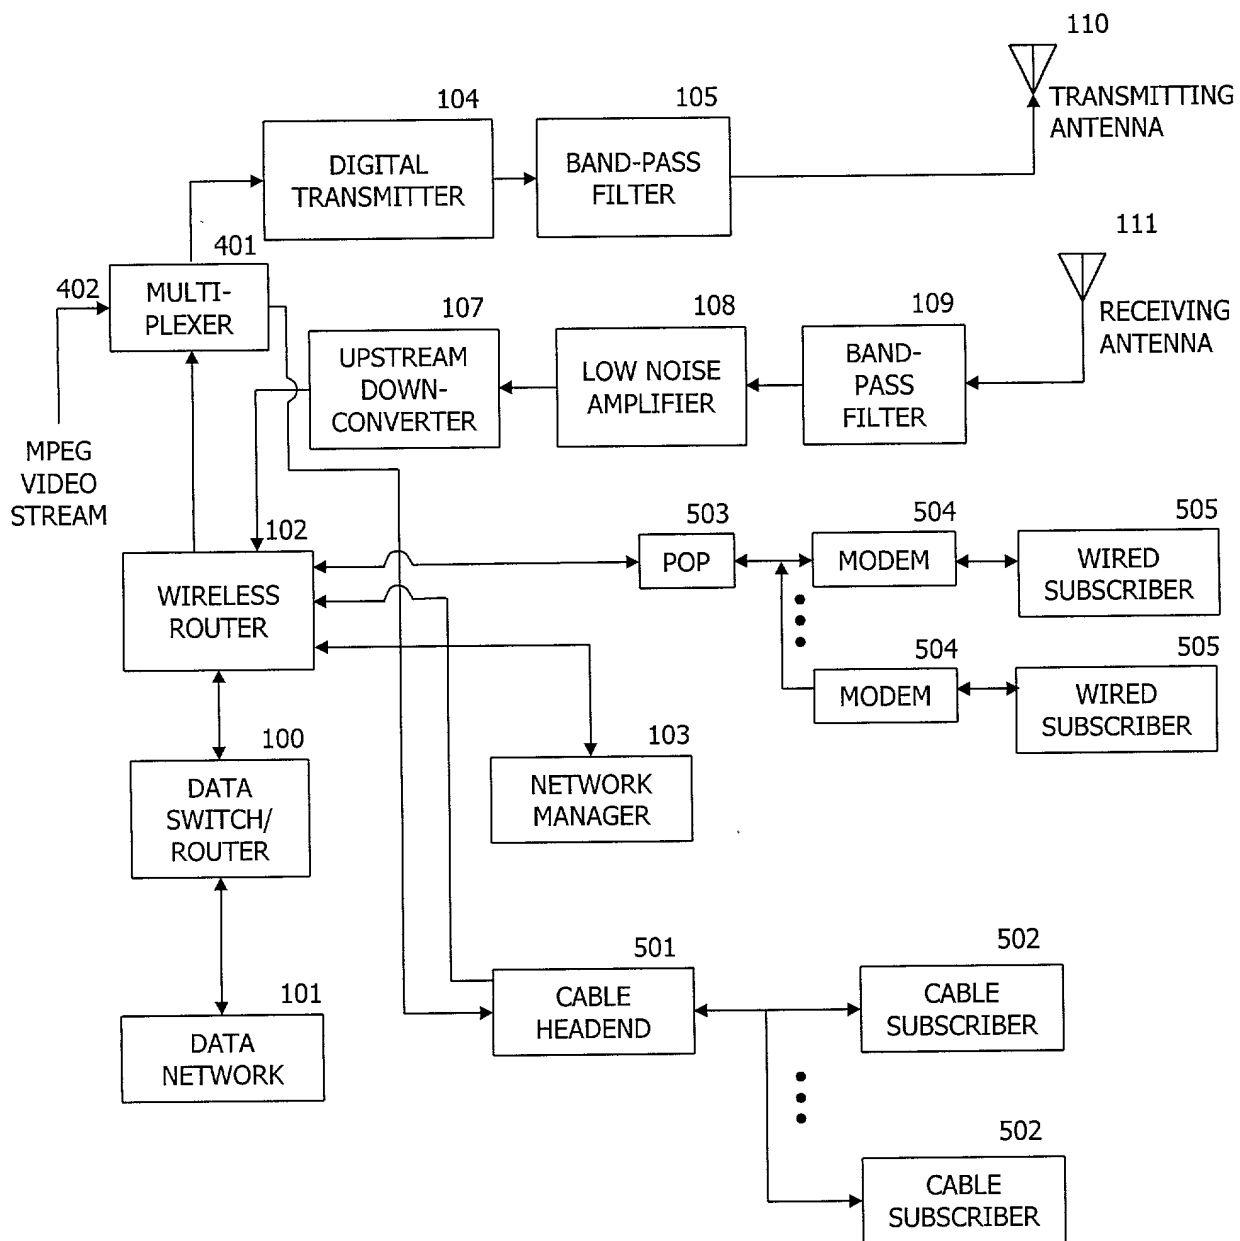 110
TRANSMITTING
ANTENNA
104
DIGITAL
TRANSMITTER
105
BAND-PASS
FILTER
401
MULTI-
PLEXER
402
MPEG
VIDEO
STREAM
107
UPSTREAM
DOWN-
CONVERTER
108
LOW NOISE
AMPLIFIER
109
BAND-
PASS
FILTER
111
RECEIVING
ANTENNA
102
WIRELESS
ROUTER
503
POP
504
MODEM
505
WIRED
SUBSCRIBER
504
MODEM
505
WIRED
SUBSCRIBER
100
DATA
SWITCH/
ROUTER
103
NETWORK
MANAGER
101
DATA
NETWORK
501
CABLE
HEADEND
502
CABLE
SUBSCRIBER
502
CABLE
SUBSCRIBER